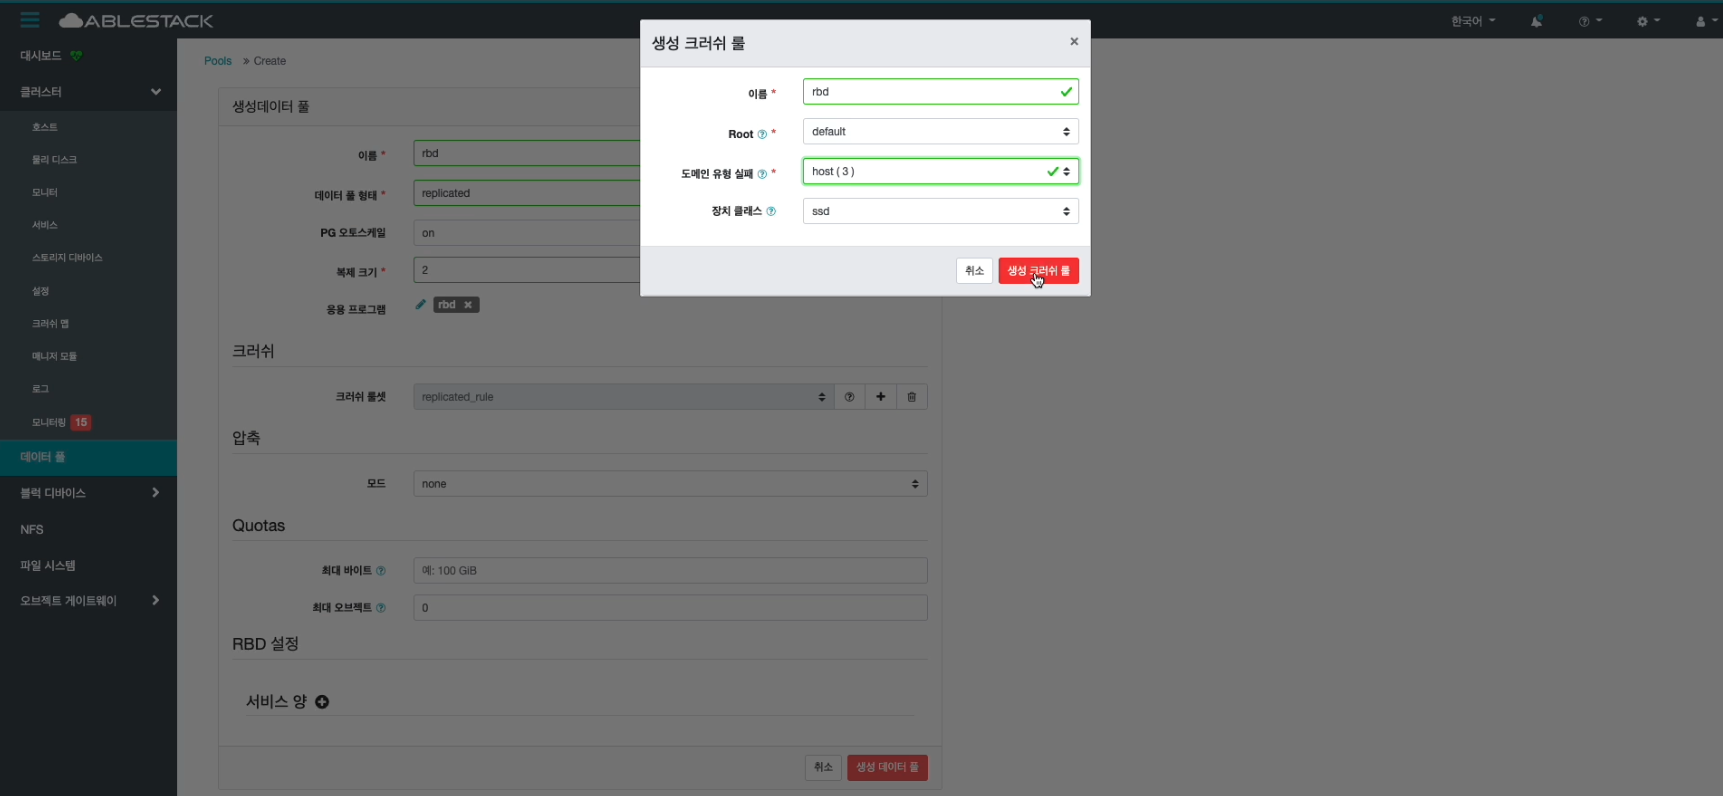 ABLESTACK
한국어
대시보드
클러스터
호스트
물리 디스크
모니터
서비스
스토리지 디바이스
설정
크러쉬 맵
매니저 모듈
로그
모니터링 15
데이터 풀
블럭 디바이스
NFS
파일 시스템
오브젝트 게이트웨이
Pools » Create
생성데이터 풀
이름 * rbd
데이터 풀 형태 * replicated
PG 오토스케일 on
복제 크기 * 2
응용 프로그램 rbd ×
크러쉬
크러쉬 룰셋 replicated_rule
압축
모드 none
Quotas
최대 바이트 예: 100 GiB
최대 오브젝트 0
RBD 설정
서비스 양
취소 생성 데이터 풀
생성 크러쉬 룰 ×
이름 * rbd
Root * default
도메인 유형 실패 * host ( 3 )
장치 클래스 ssd
취소 생성 크러쉬 룰